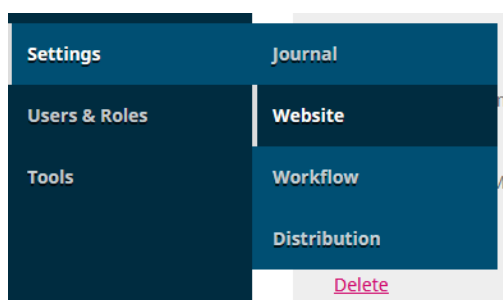 Settings
Journal
Users & Roles
Website
Tools
Workflow
Distribution
Delete